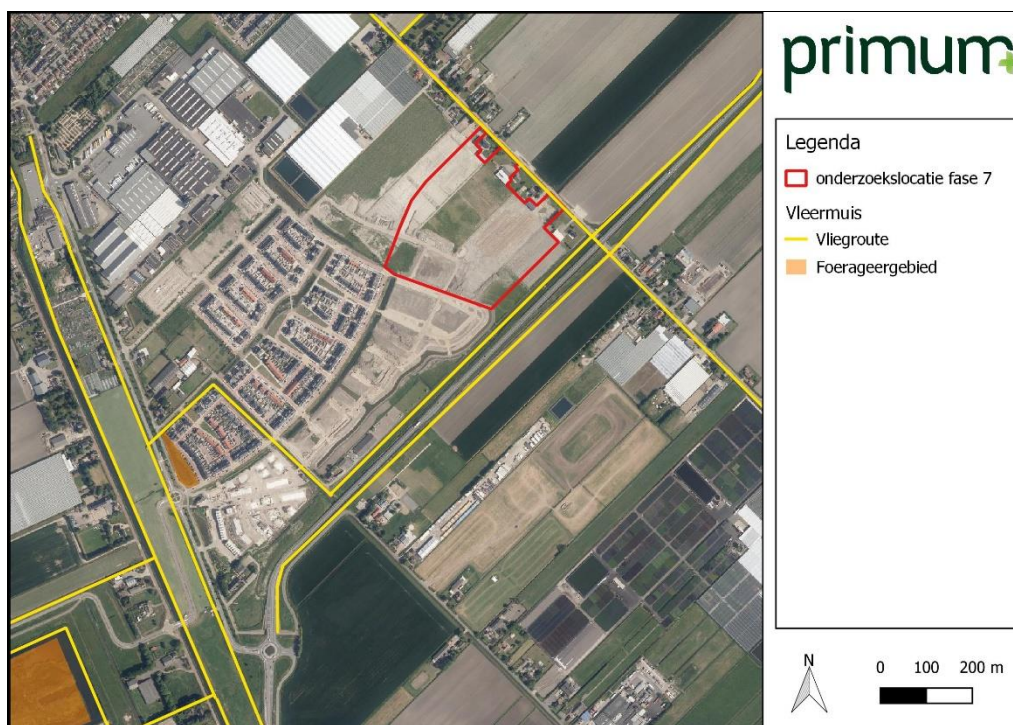 primum
Legenda
onderzoekslocatie fase 7
Vleermuis
Vliegroute
Foerageergebied
N
0 100 200 m